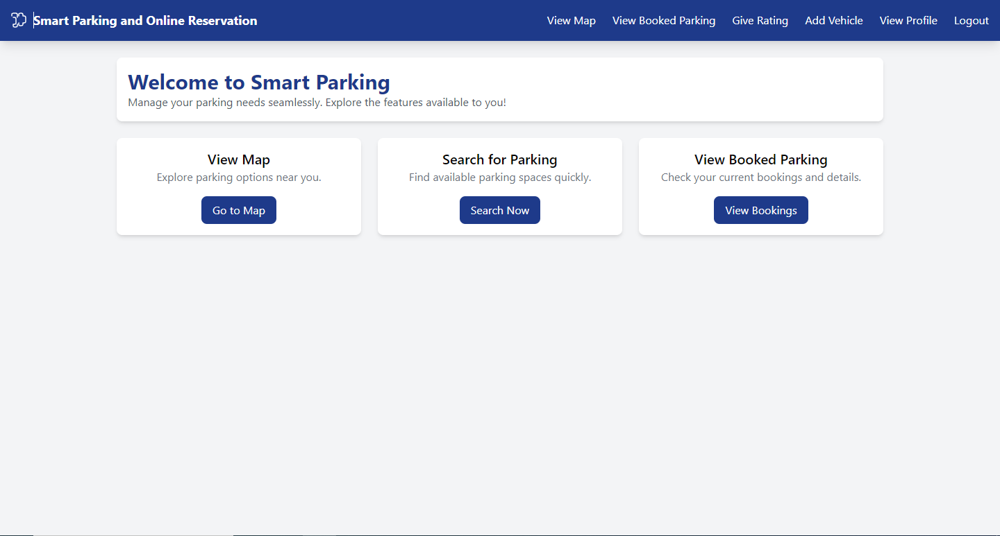 Smart Parking and Online Reservation
View Map View Booked Parking Give Rating Add Vehicle View Profile Logout
Welcome to Smart Parking
Manage your parking needs seamlessly. Explore the features available to you!
View Map
Explore parking options near you.
Go to Map
Search for Parking
Find available parking spaces quickly.
Search Now
View Booked Parking
Check your current bookings and details.
View Bookings